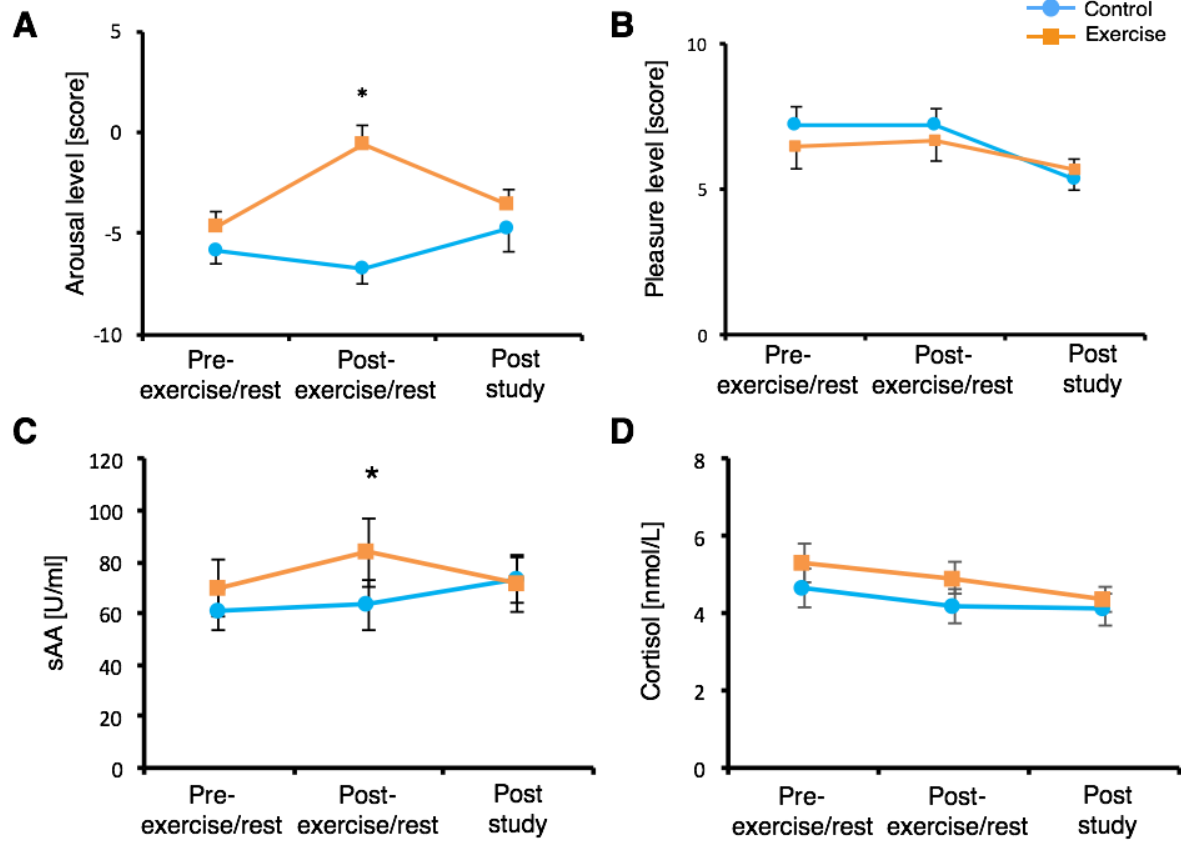 A
5
0
-5
-10
Arousal level [score]
*
Pre-
exercise/rest
Post-
exercise/rest
Post
study
B
Control
Exercise
10
5
0
Pleasure level [score]
Pre-
exercise/rest
Post-
exercise/rest
Post
study
C
120
100
80
60
40
20
0
sAA [U/ml]
*
Pre-
exercise/rest
Post-
exercise/rest
Post
study
D
8
6
4
2
0
Cortisol [nmol/L]
Pre-
exercise/rest
Post-
exercise/rest
Post
study